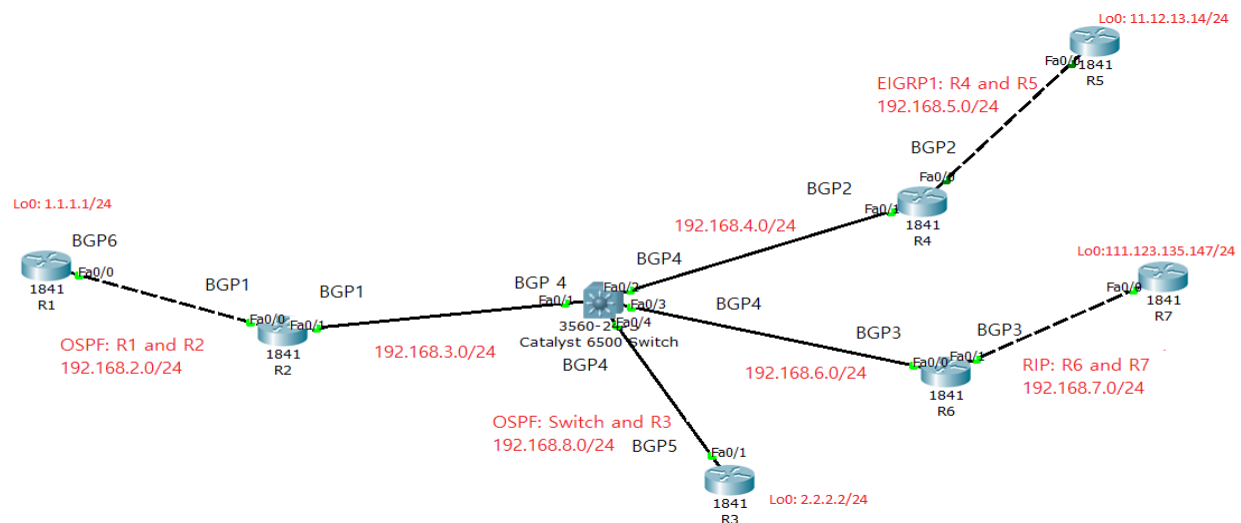 Lo0: 11.12.13.14/24
Fa0/0
1841
R5
EIGRP1: R4 and R5
192.168.5.0/24
BGP2
Fa0/0
BGP2
Fa0/1
1841
R4
192.168.4.0/24
Lo0: 1.1.1.1/24
BGP6
Fa0/0
1841
R1
BGP1
BGP1
Fa0/0
Fa0/1
1841
R2
OSPF: R1 and R2
192.168.2.0/24
192.168.3.0/24
BGP 4
Fa0/1
BGP4
Fa0/2
Fa0/3
Fa0/4
Catalyst 6500 Switch
BGP4
BGP4
192.168.6.0/24
BGP3
Fa0/0
Fa0/1
1841
R6
BGP3
Lo0:111.123.135.147/24
Fa0/0
1841
R7
RIP: R6 and R7
192.168.7.0/24
OSPF: Switch and R3
192.168.8.0/24
BGP5
Fa0/1
1841
R3
Lo0: 2.2.2.2/24